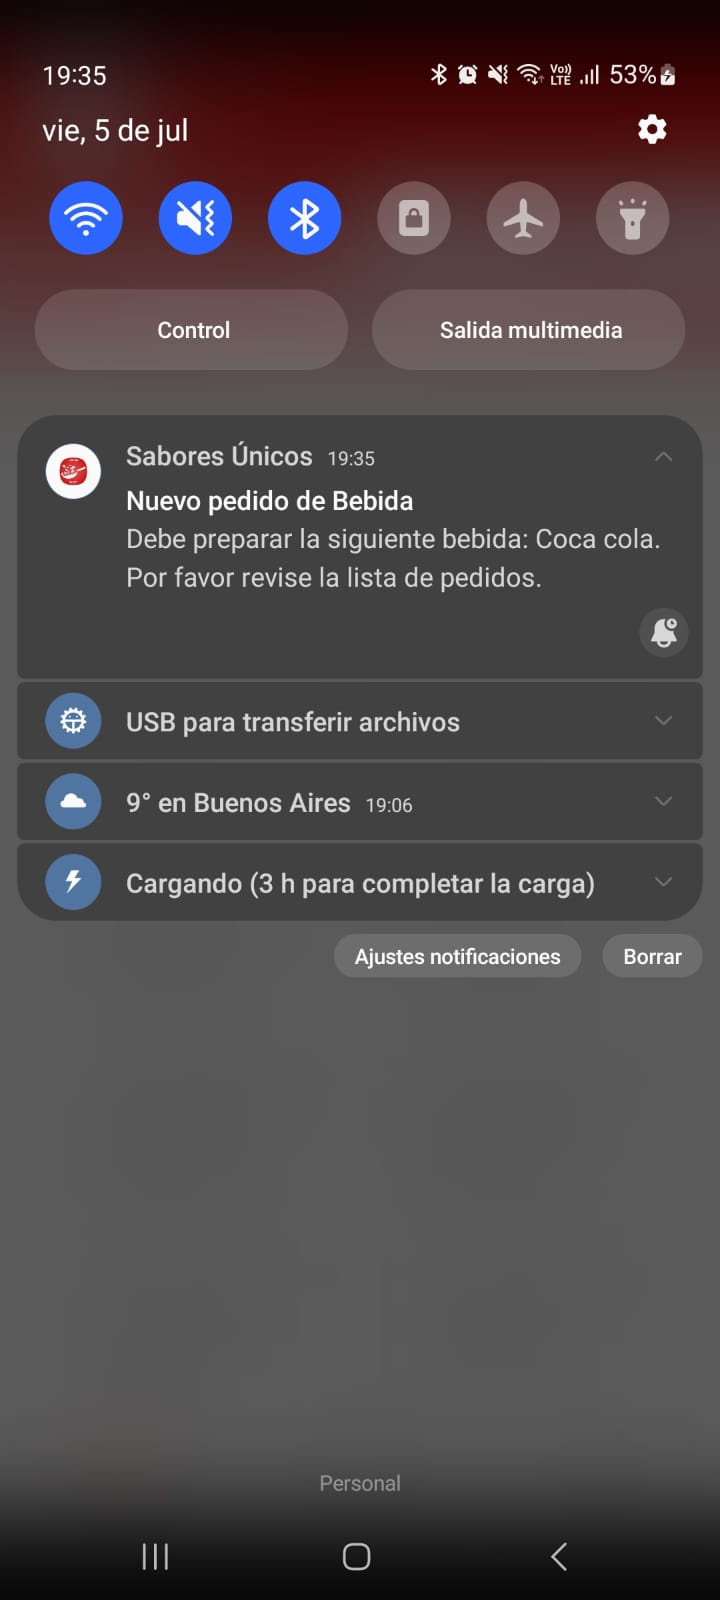 19:35
Vo)) LTE 53%
vie, 5 de jul
Control
Salida multimedia
Sabores Únicos 19:35
Nuevo pedido de Bebida
Debe preparar la siguiente bebida: Coca cola.
Por favor revise la lista de pedidos.
USB para transferir archivos
9° en Buenos Aires 19:06
Cargando (3 h para completar la carga)
Ajustes notificaciones
Borrar
Personal